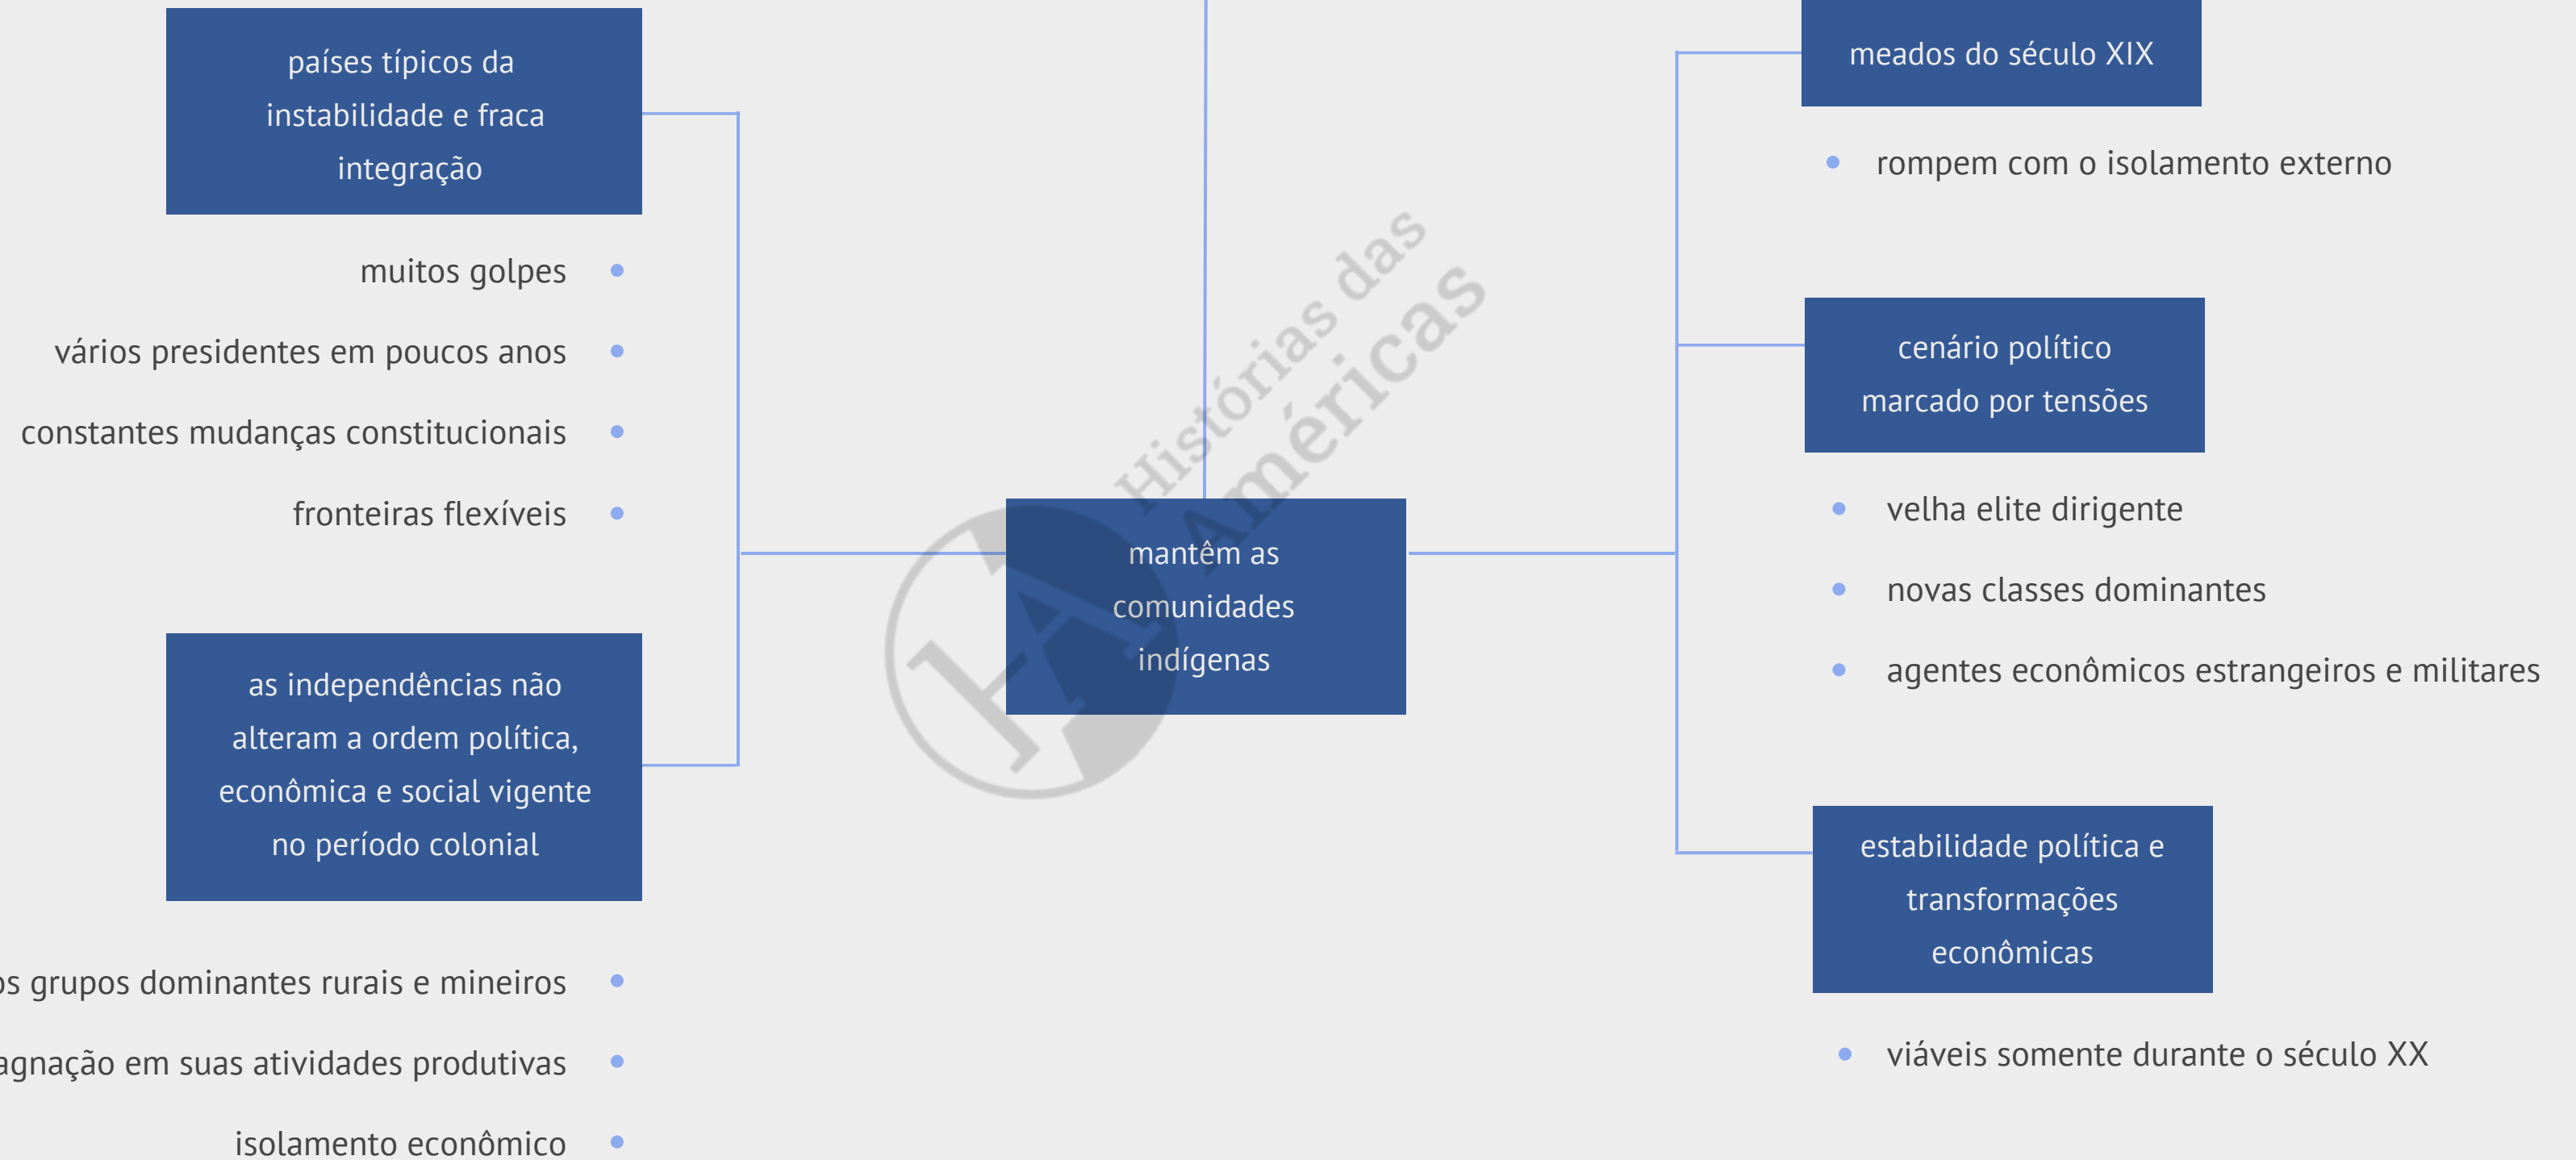 países típicos da
instabilidade e fraca
integração
muitos golpes
vários presidentes em poucos anos
constantes mudanças constitucionais
fronteiras flexíveis
as independências não
alteram a ordem política,
econômica e social vigente
no período colonial
grupos dominantes rurais e mineiros
em suas atividades produtivas
isolamento econômico
Histórias das
Américas
HA
mantêm as
comunidades
indígenas
meados do século XIX
rompem com o isolamento externo
cenário político
marcado por tensões
velha elite dirigente
novas classes dominantes
agentes econômicos estrangeiros e militares
estabilidade política e
transformações
econômicas
viáveis somente durante o século XX